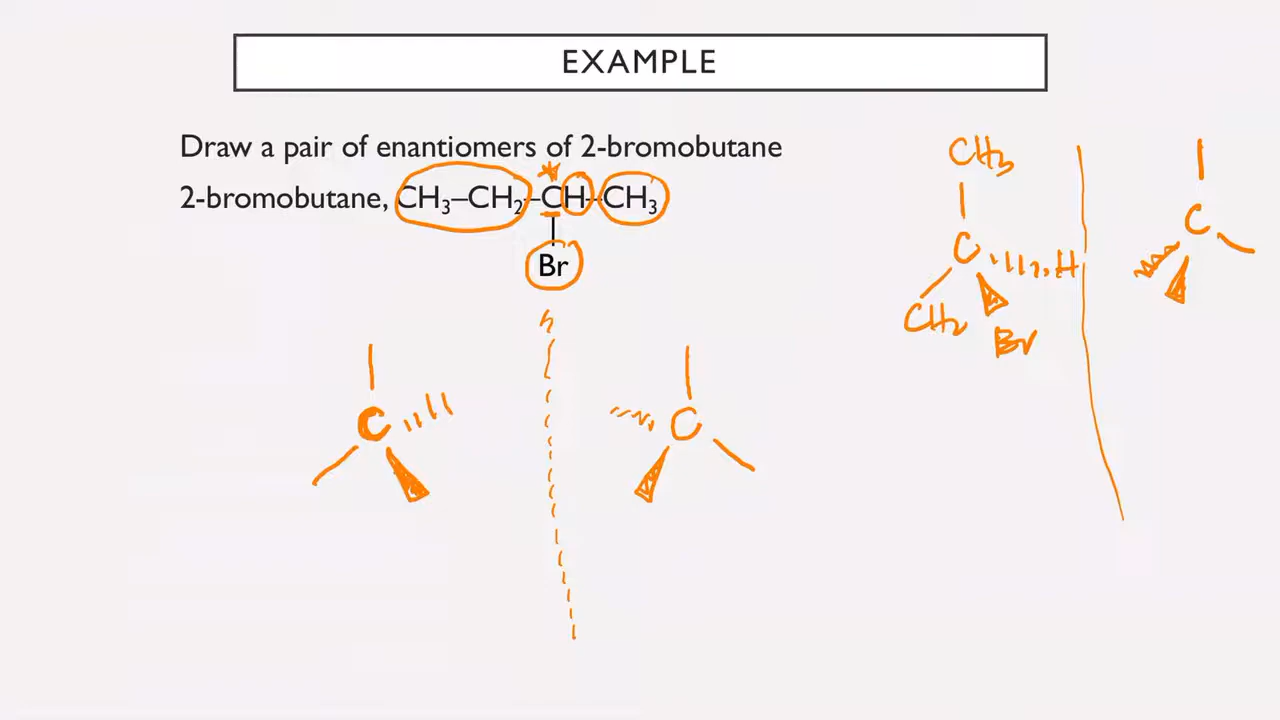 EXAMPLE
Draw a pair of enantiomers of 2-bromobutane
2-bromobutane, CH₃–CH₂–CH–CH₃
Br
CH₃
C
H
CH₂
Br
C
C
C